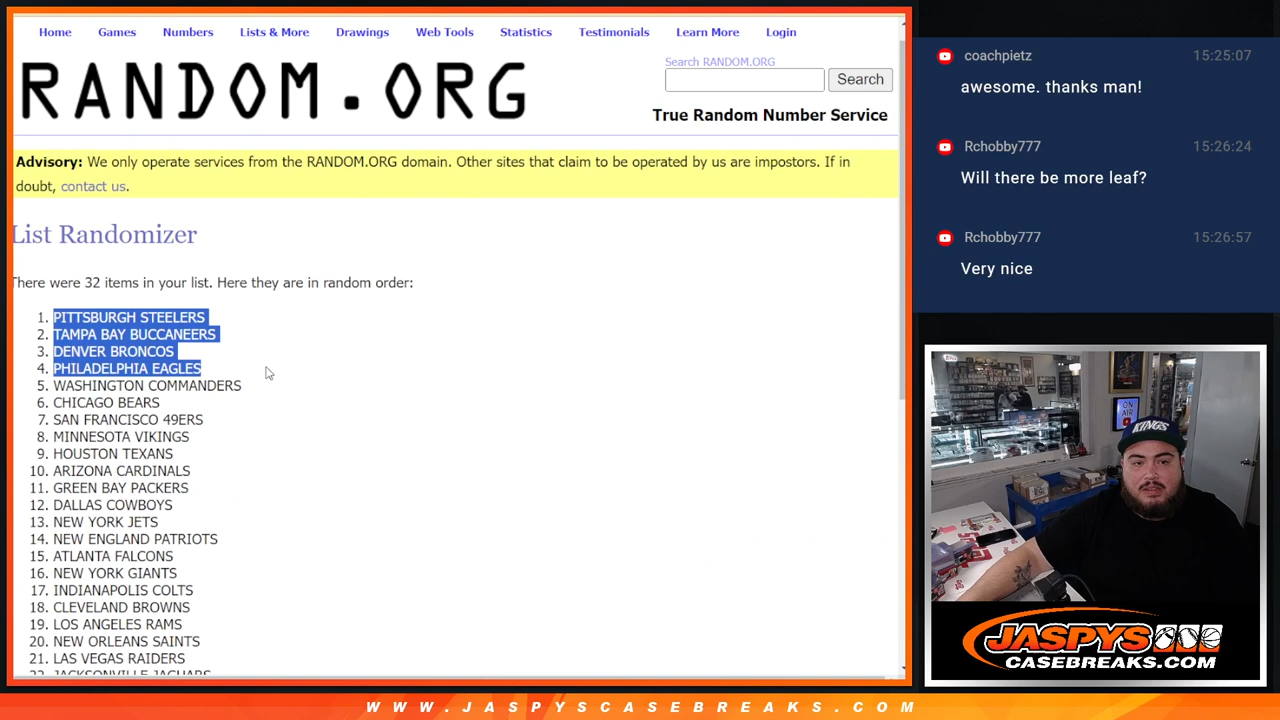 Home Games Numbers Lists & More Drawings Web Tools Statistics Testimonials Learn More Login
RANDOM.ORG
Search RANDOM.ORG
Search
True Random Number Service
Advisory: We only operate services from the RANDOM.ORG domain. Other sites that claim to be operated by us are impostors. If in
doubt, contact us.
List Randomizer
There were 32 items in your list. Here they are in random order:
1. PITTSBURGH STEELERS
2. TAMPA BAY BUCCANEERS
3. DENVER BRONCOS
4. PHILADELPHIA EAGLES
5. WASHINGTON COMMANDERS
6. CHICAGO BEARS
7. SAN FRANCISCO 49ERS
8. MINNESOTA VIKINGS
9. HOUSTON TEXANS
10. ARIZONA CARDINALS
11. GREEN BAY PACKERS
12. DALLAS COWBOYS
13. NEW YORK JETS
14. NEW ENGLAND PATRIOTS
15. ATLANTA FALCONS
16. NEW YORK GIANTS
17. INDIANAPOLIS COLTS
18. CLEVELAND BROWNS
19. LOS ANGELES RAMS
20. NEW ORLEANS SAINTS
21. LAS VEGAS RAIDERS
22. JACKSONVILLE JAGUARS
coachpietz 15:25:07
awesome. thanks man!
Rchobby777 15:26:24
Will there be more leaf?
Rchobby777 15:26:57
Very nice
ON
AIR
KINGS
JASPYS
CASEBREAKS.COM
WWW.JASPYSCASEBREAKS.COM